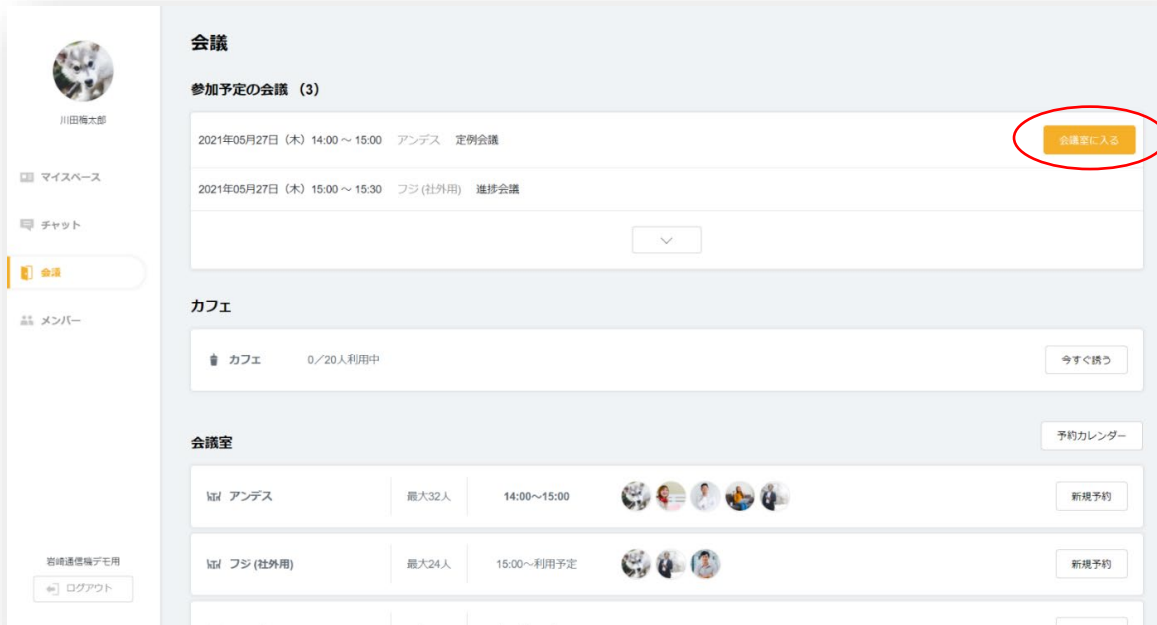 会議
参加予定の会議 （3）
川田梅太郎
2021年05月27日（木）14:00 ～ 15:00 アンデス 定例会議 会議室に入る
マイスペース
2021年05月27日（木）15:00 ～ 15:30 フジ (社外用) 進捗会議
チャット
会議
カフェ
メンバー
カフェ 0／20人利用中 今すぐ誘う
会議室 予約カレンダー
アンデス 最大32人 14:00～15:00 新規予約
フジ (社外用) 最大24人 15:00～利用予定 新規予約
岩崎通信機デモ用
ログアウト